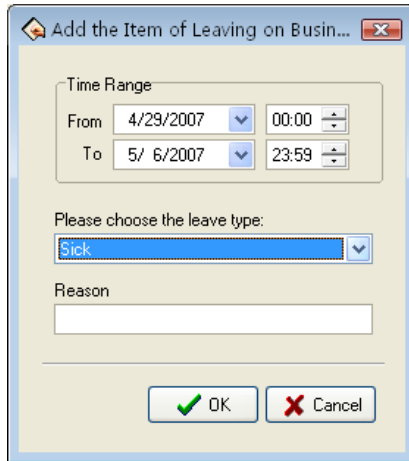 Add the Item of Leaving on Busin...
Time Range
From 4/29/2007 00:00
To 5/ 6/2007 23:59
Please choose the leave type:
Sick
Reason
OK Cancel